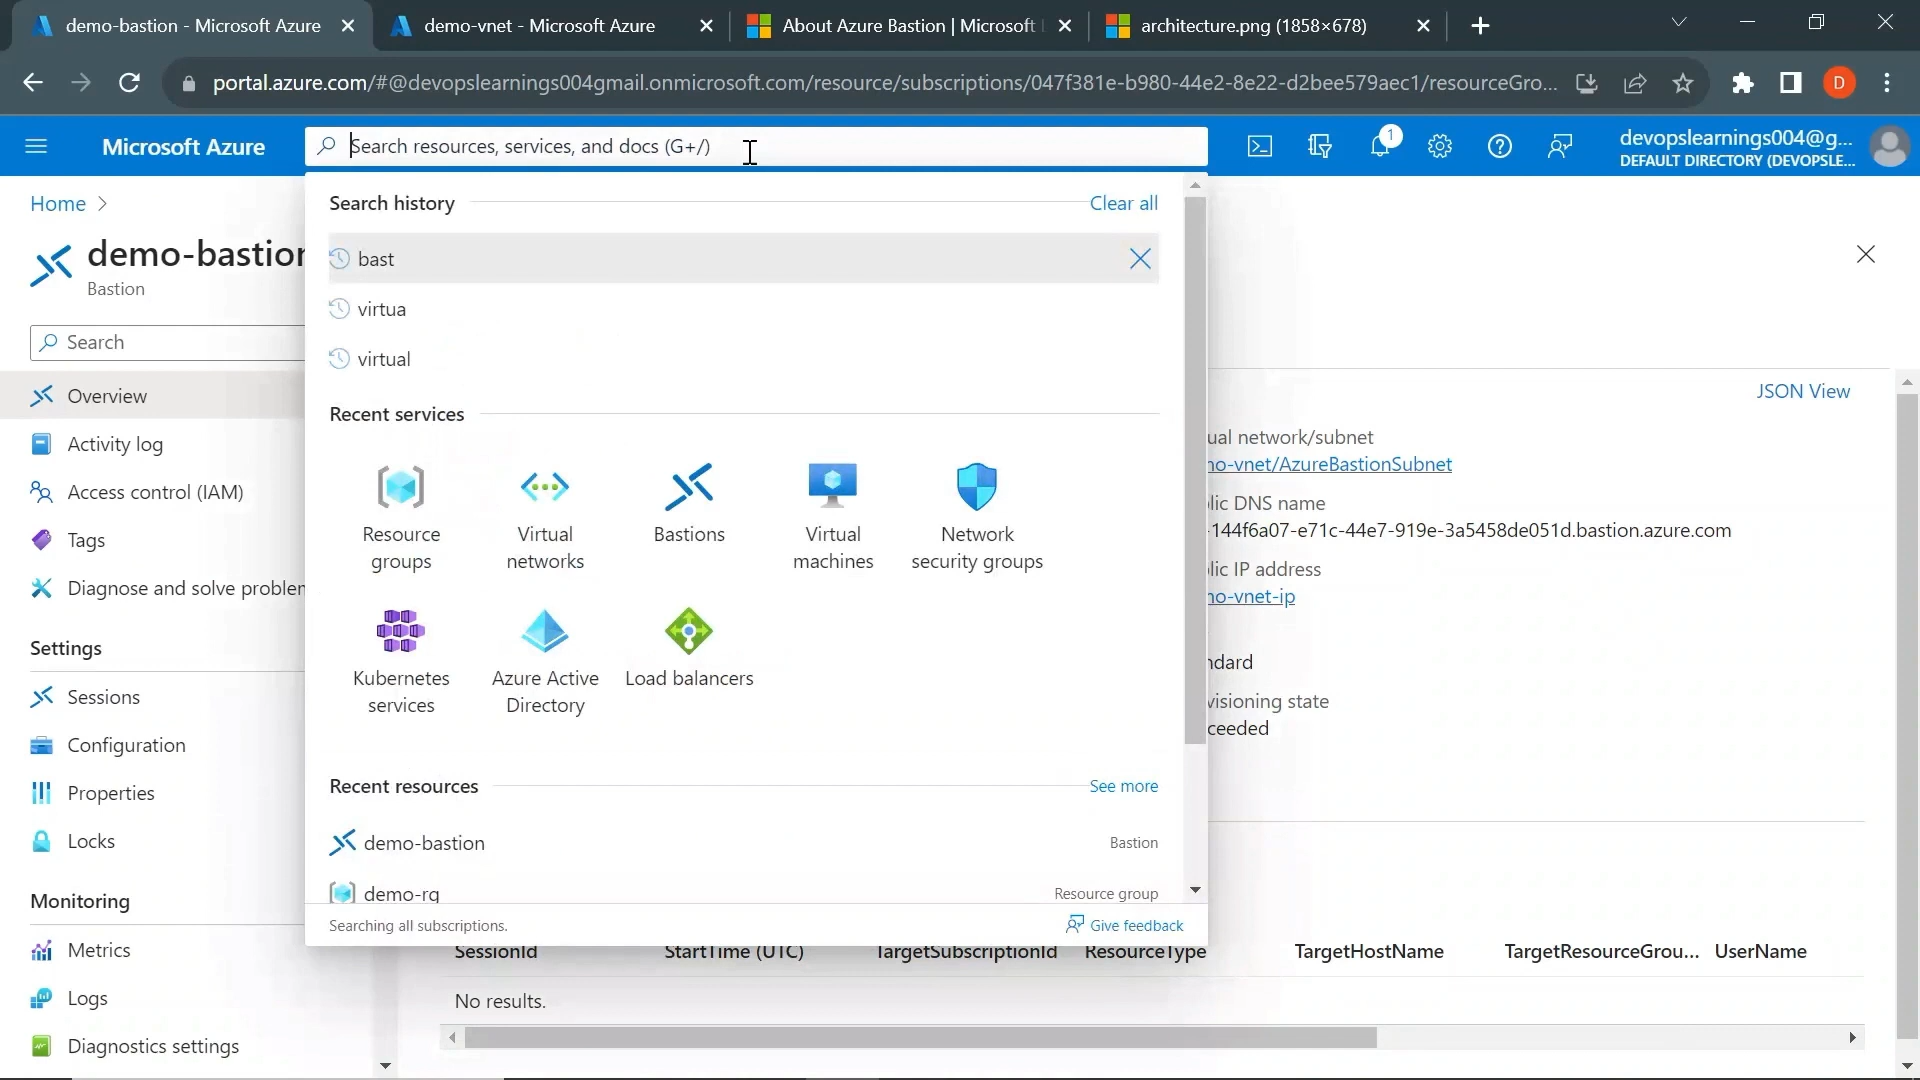 demo-bastion - Microsoft Azure
demo-vnet - Microsoft Azure
About Azure Bastion | Microsoft
architecture.png (1858×678)
portal.azure.com/#@devopslearnings004gmail.onmicrosoft.com/resource/subscriptions/047f381e-b980-44e2-8e22-d2bee579aec1/resourceGro...
D
Microsoft Azure
Search resources, services, and docs (G+/)
1
devopslearnings004@g...
DEFAULT DIRECTORY (DEVOPSLE...
Home
demo-bastion
Bastion
Search
Overview
Activity log
Access control (IAM)
Tags
Diagnose and solve problem
Settings
Sessions
Configuration
Properties
Locks
Monitoring
Metrics
Logs
Diagnostics settings
Search history
Clear all
bast
virtua
virtual
Recent services
Resource groups
Virtual networks
Bastions
Virtual machines
Network security groups
Kubernetes services
Azure Active Directory
Load balancers
Recent resources
See more
demo-bastion
Bastion
demo-rg
Resource group
Searching all subscriptions.
Give feedback
JSON View
ual network/subnet
no-vnet/AzureBastionSubnet
lic DNS name
-144f6a07-e71c-44e7-919e-3a5458de051d.bastion.azure.com
lic IP address
no-vnet-ip
ndard
visioning state
ceeded
SessionId
StartTime (UTC)
TargetSubscriptionId
ResourceType
TargetHostName
TargetResourceGrou...
UserName
No results.